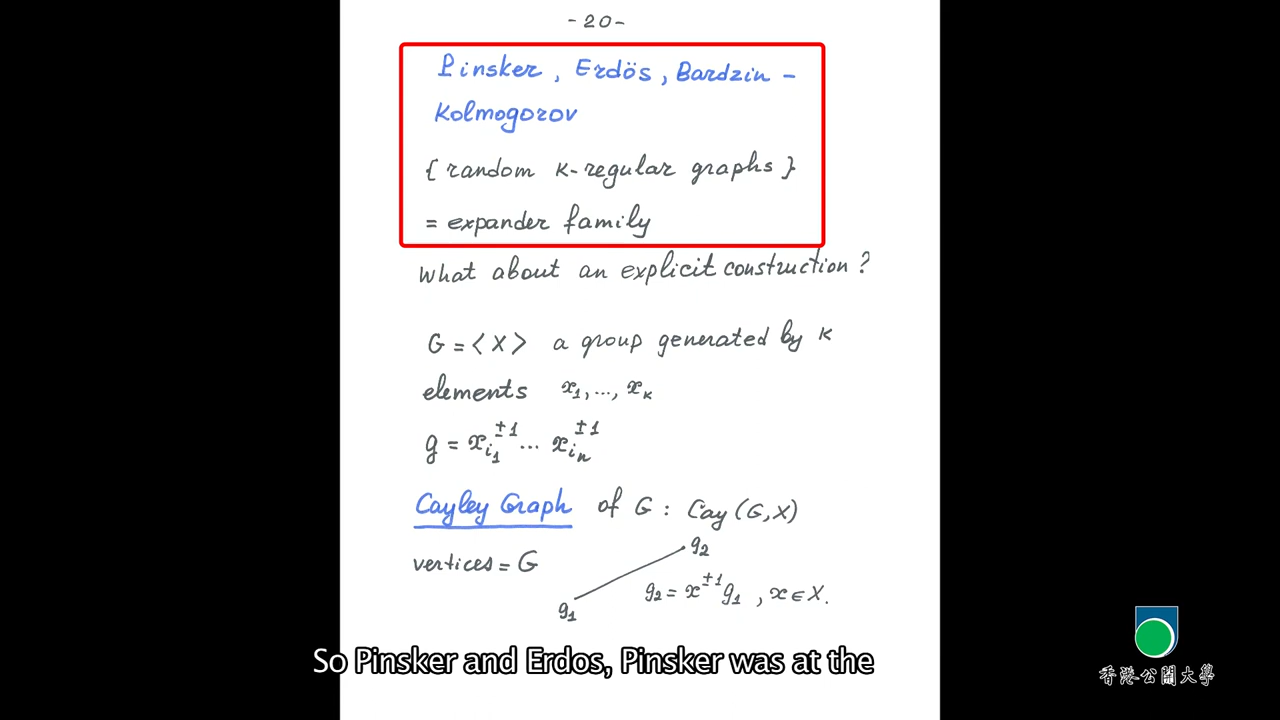 -20-
Pinsker, Erdös, Bardzin -
Kolmogorov
{ random k-regular graphs }
= expander family
What about an explicit construction?
G = < X > a group generated by k
elements x₁, ..., xₖ
g = x_{i₁}^{±1} ... x_{iₙ}^{±1}
Cayley Graph of G : Cay (G, X)
vertices = G
g₂
g₂ = x^{±1} g₁ , x ∈ X.
g₁
So Pinsker and Erdos, Pinsker was at the
香港公開大學